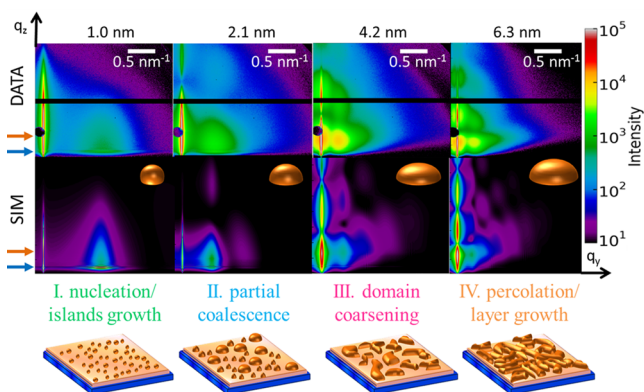 qz
1.0 nm 2.1 nm 4.2 nm 6.3 nm
0.5 nm⁻¹ 0.5 nm⁻¹ 0.5 nm⁻¹ 0.5 nm⁻¹
DATA
SIM
10⁵
10⁴
10³
10²
10¹
Intensity
qY
I. nucleation/ II. partial III. domain IV. percolation/
islands growth coalescence coarsening layer growth